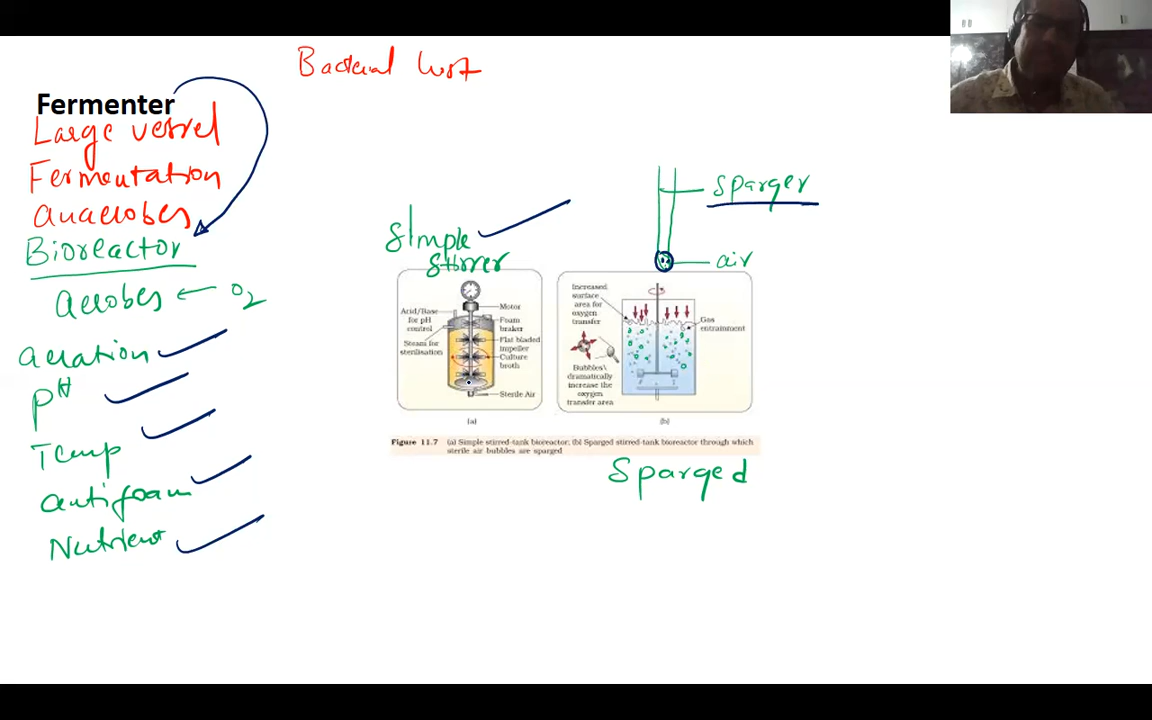 Bacterial host
Fermenter
Large vessel
Fermentation
anaerobes
Bioreactor
aerobes ← O2
aeration
pH
Temp
antifoam
Nutrient
Simple
stirrer
sparger
air
Acid/Base
for pH
control
Steam for
sterilisation
Motor
Foam
braker
Flat bladed
impeller
Culture
broth
Sterile Air
(a)
Increased
surface
area for
oxygen
transfer
Bubbles\
dramatically
increase the
oxygen
transfer area
Gas
entrainment
(b)
Figure 11.7 (a) Simple stirred-tank bioreactor; (b) Sparged stirred-tank bioreactor through which
sterile air bubbles are sparged
Sparged